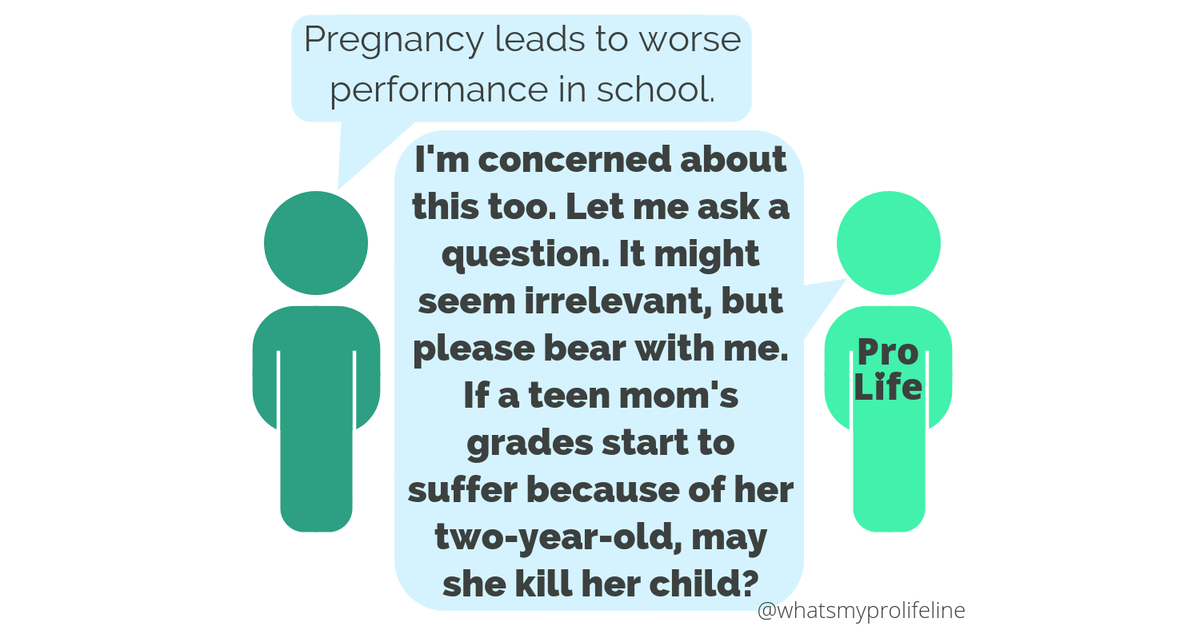 Pregnancy leads to worse
performance in school.
I'm concerned about
this too. Let me ask a
question. It might
seem irrelevant, but
please bear with me.
If a teen mom's
grades start to
suffer because of her
two-year-old, may
she kill her child?
Pro
Life
@whatsmyprolifeline